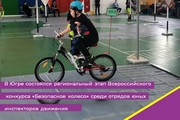 В Югре состоялся региональный этап Всероссийского
конкурса «Безопасное колесо» среди отрядов юных
инспекторов движения